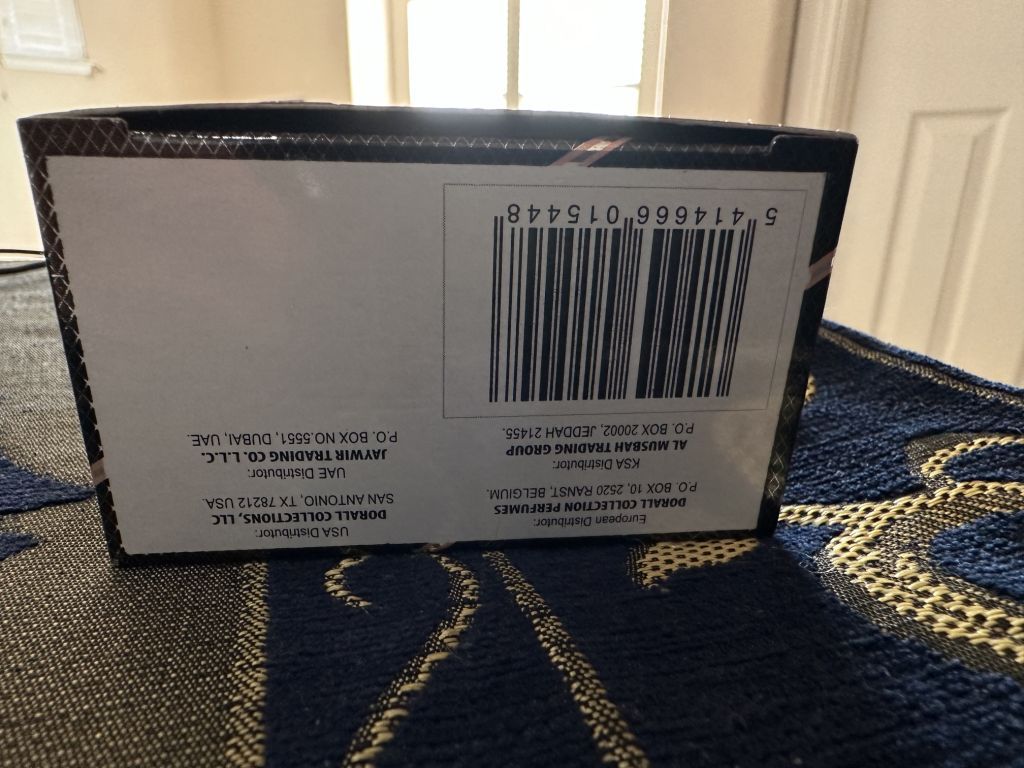 European Distributor:
DORALL COLLECTION PERFUMES
P.O. BOX 10, 2520 RANST, BELGIUM.
KSA Distributor:
AL MUSBAH TRADING GROUP
P.O. BOX 20002, JEDDAH 21455.
USA Distributor:
DORALL COLLECTIONS, LLC
SAN ANTONIO, TX 78212 USA.
UAE Distributor:
JAYWIR TRADING CO. L.L.C.
P.O. BOX NO.5551, DUBAI, UAE.
5 414666 015448